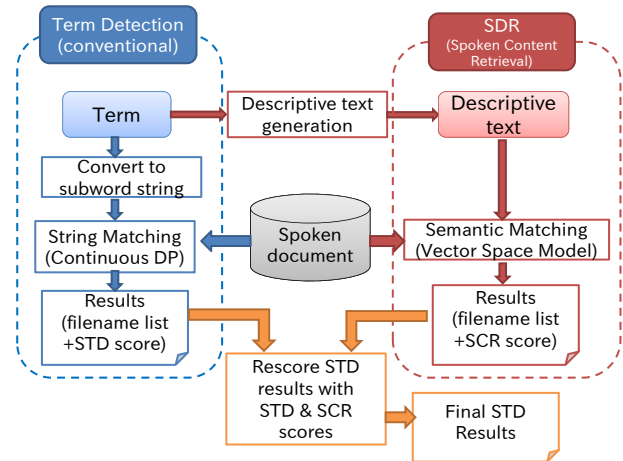 Term Detection
(conventional)
SDR
(Spoken Content
Retrieval)
Term
Descriptive text
generation
Descriptive
text
Convert to
subword string
String Matching
(Continuous DP)
Spoken
document
Semantic Matching
(Vector Space Model)
Results
(filename list
+STD score)
Results
(filename list
+SCR score)
Rescore STD
results with
STD & SCR
scores
Final STD
Results